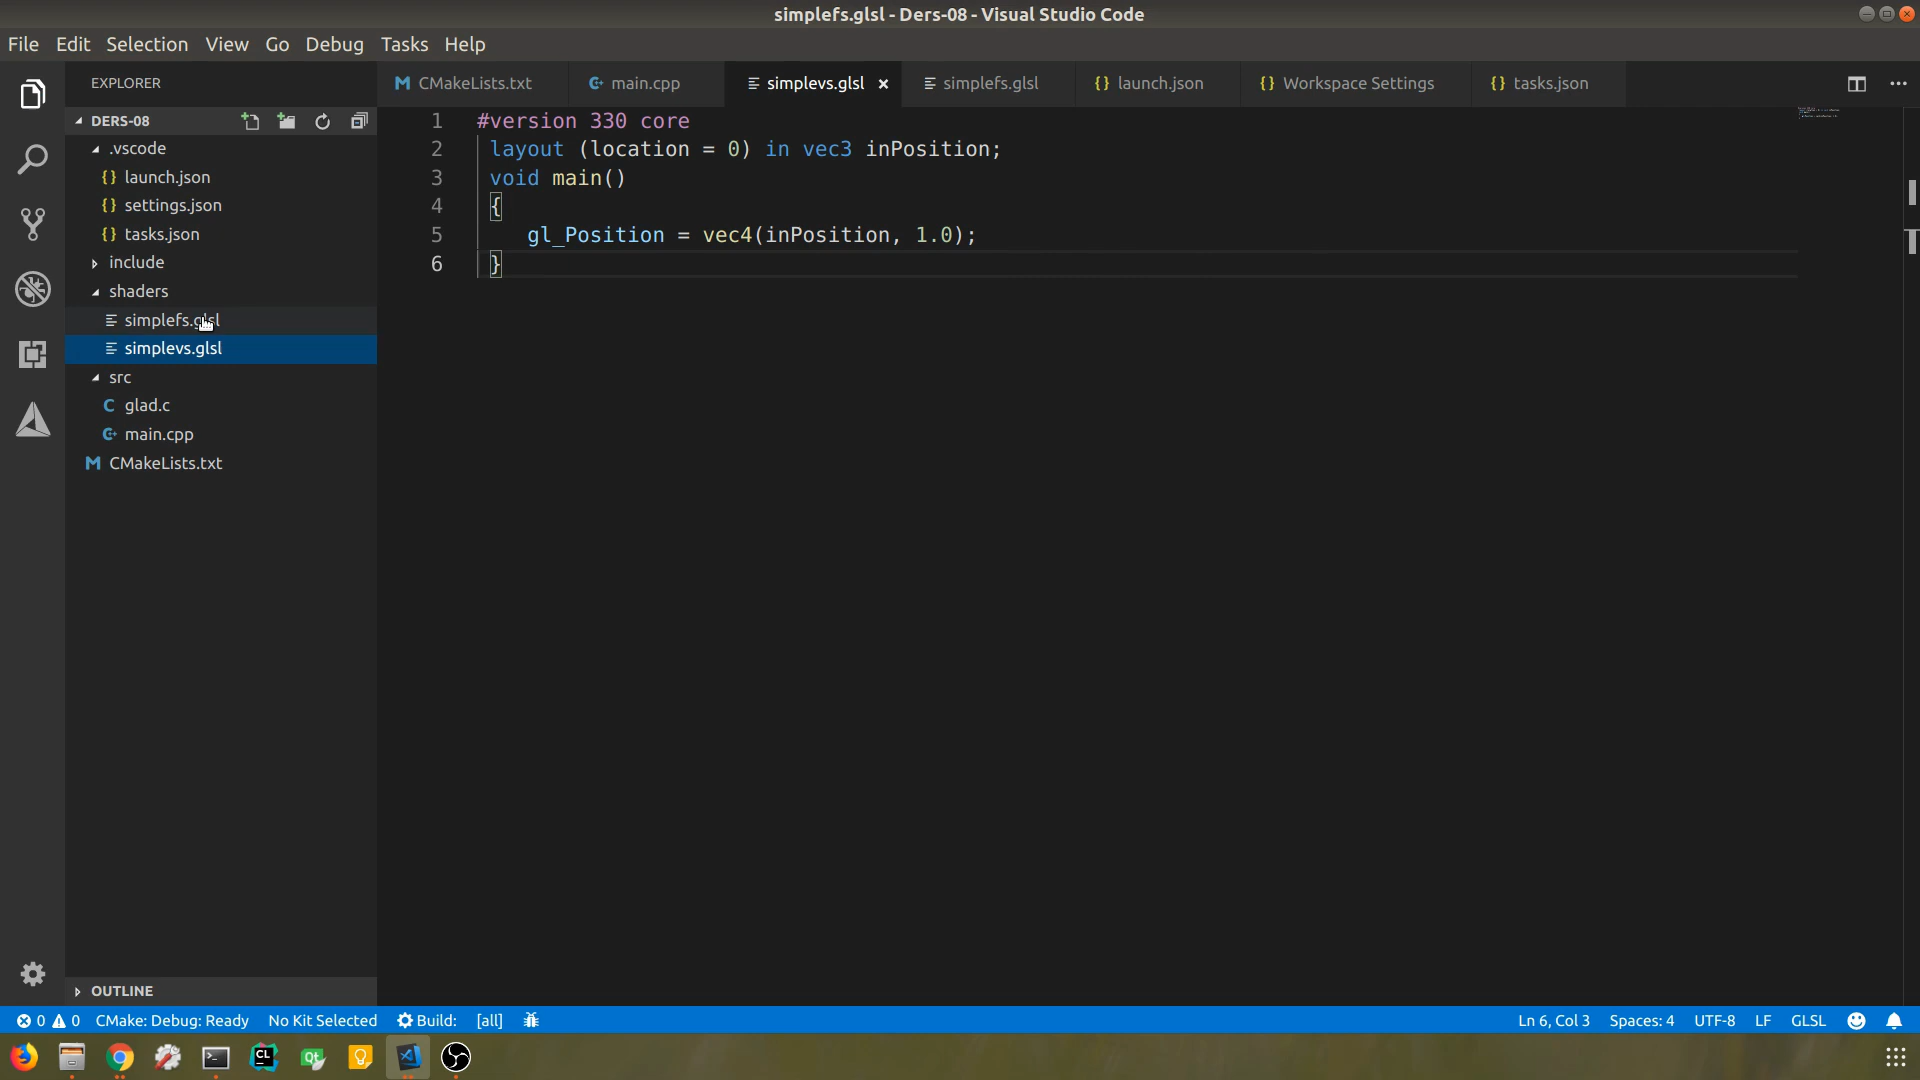 simplefs.glsl - Ders-08 - Visual Studio Code
File Edit Selection View Go Debug Tasks Help
EXPLORER
DERS-08
.vscode
{} launch.json
{} settings.json
{} tasks.json
include
shaders
simplefs.glsl
simplevs.glsl
src
C glad.c
main.cpp
M CMakeLists.txt
OUTLINE
M CMakeLists.txt main.cpp simplevs.glsl × simplefs.glsl {} launch.json {} Workspace Settings {} tasks.json
1 #version 330 core
2 layout (location = 0) in vec3 inPosition;
3 void main()
4 {
5 gl_Position = vec4(inPosition, 1.0);
6 }
0 0 CMake: Debug: Ready No Kit Selected Build: [all] Ln 6, Col 3 Spaces: 4 UTF-8 LF GLSL
CL Qt